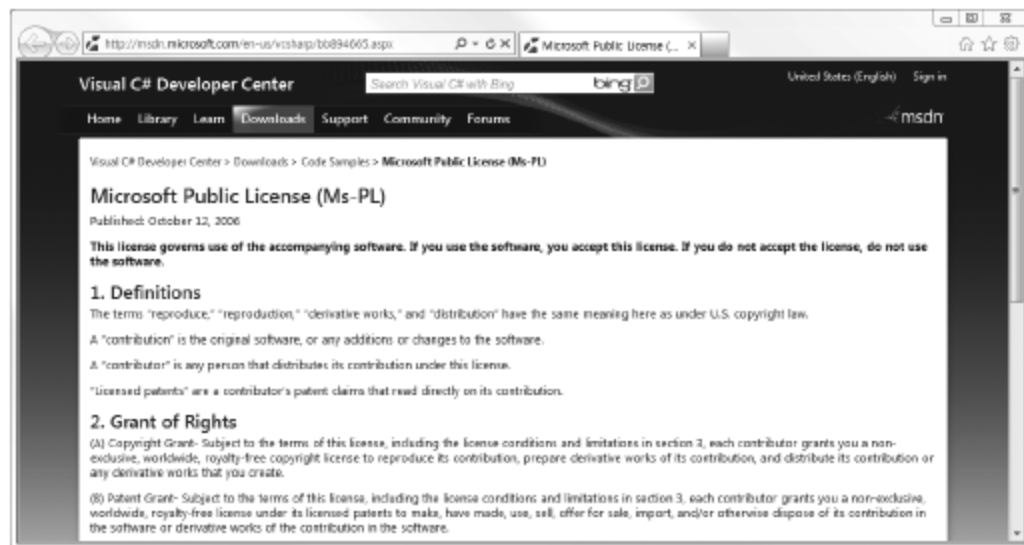 http://msdn.microsoft.com/en-us/vcsharp/bb894665.aspx
Microsoft Public License (...
Visual C# Developer Center
Search Visual C# with Bing
bing
United States (English) Sign in
Home Library Learn Downloads Support Community Forums
msdn
Visual C# Developer Center > Downloads > Code Samples > Microsoft Public License (Ms-PL)
Microsoft Public License (Ms-PL)
Published: October 12, 2006
This license governs use of the accompanying software. If you use the software, you accept this license. If you do not accept the license, do not use
the software.
1. Definitions
The terms "reproduce," "reproduction," "derivative works," and "distribution" have the same meaning here as under U.S. copyright law.
A "contribution" is the original software, or any additions or changes to the software.
A "contributor" is any person that distributes its contribution under this license.
"Licensed patents" are a contributor's patent claims that read directly on its contribution.
2. Grant of Rights
(A) Copyright Grant- Subject to the terms of this license, including the license conditions and limitations in section 3, each contributor grants you a non-
exclusive, worldwide, royalty-free copyright license to reproduce its contribution, prepare derivative works of its contribution, and distribute its contribution or
any derivative works that you create.
(B) Patent Grant- Subject to the terms of this license, including the license conditions and limitations in section 3, each contributor grants you a non-exclusive,
worldwide, royalty-free license under its licensed patents to make, have made, use, sell, offer for sale, import, and/or otherwise dispose of its contribution in
the software or derivative works of the contribution in the software.